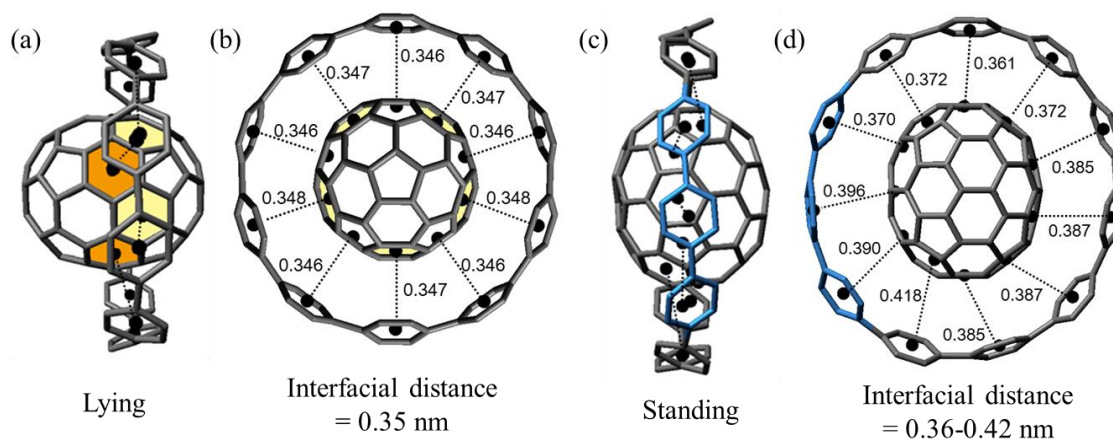 (a)
(b)
0.346
0.347
0.347
0.346
0.346
0.348
0.348
0.346
0.346
0.347
(c)
(d)
0.372
0.361
0.372
0.370
0.385
0.396
0.387
0.390
0.387
0.418
0.385
Lying
Interfacial distance
= 0.35 nm
Standing
Interfacial distance
= 0.36-0.42 nm